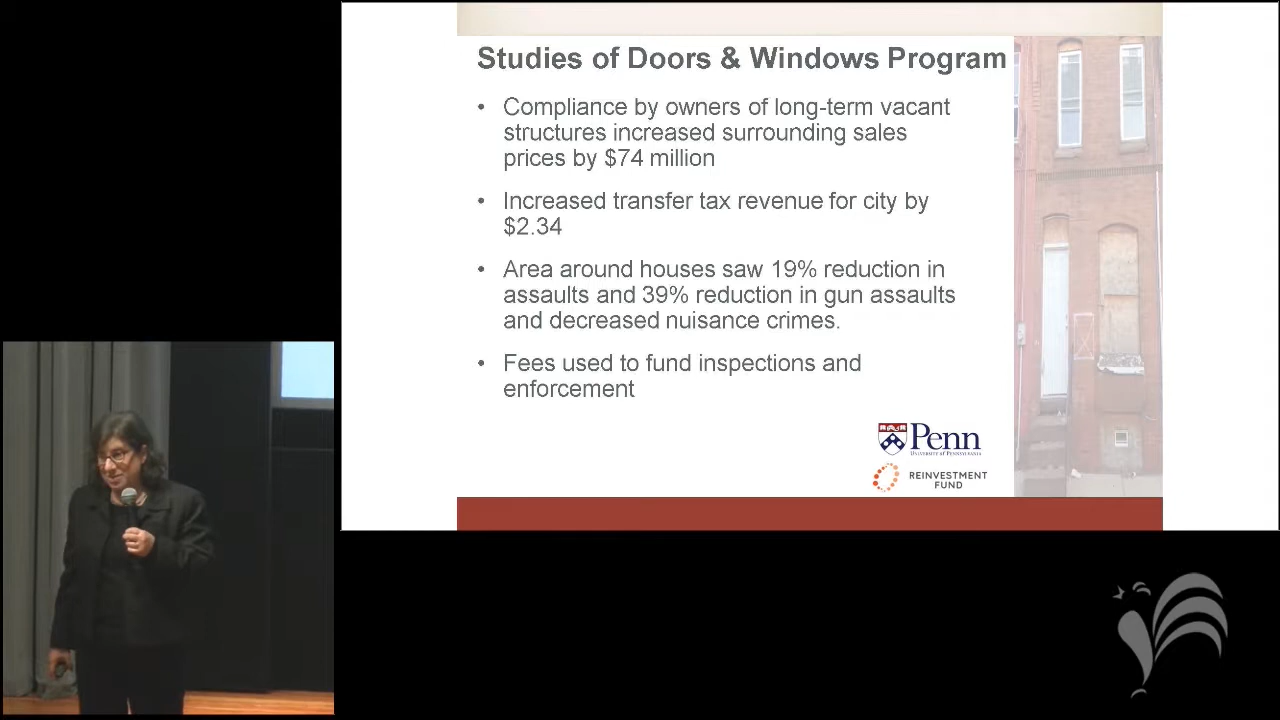 Studies of Doors & Windows Program
• Compliance by owners of long-term vacant
structures increased surrounding sales
prices by $74 million
• Increased transfer tax revenue for city by
$2.34
• Area around houses saw 19% reduction in
assaults and 39% reduction in gun assaults
and decreased nuisance crimes.
• Fees used to fund inspections and
enforcement
Penn
UNIVERSITY OF PENNSYLVANIA
REINVESTMENT
FUND